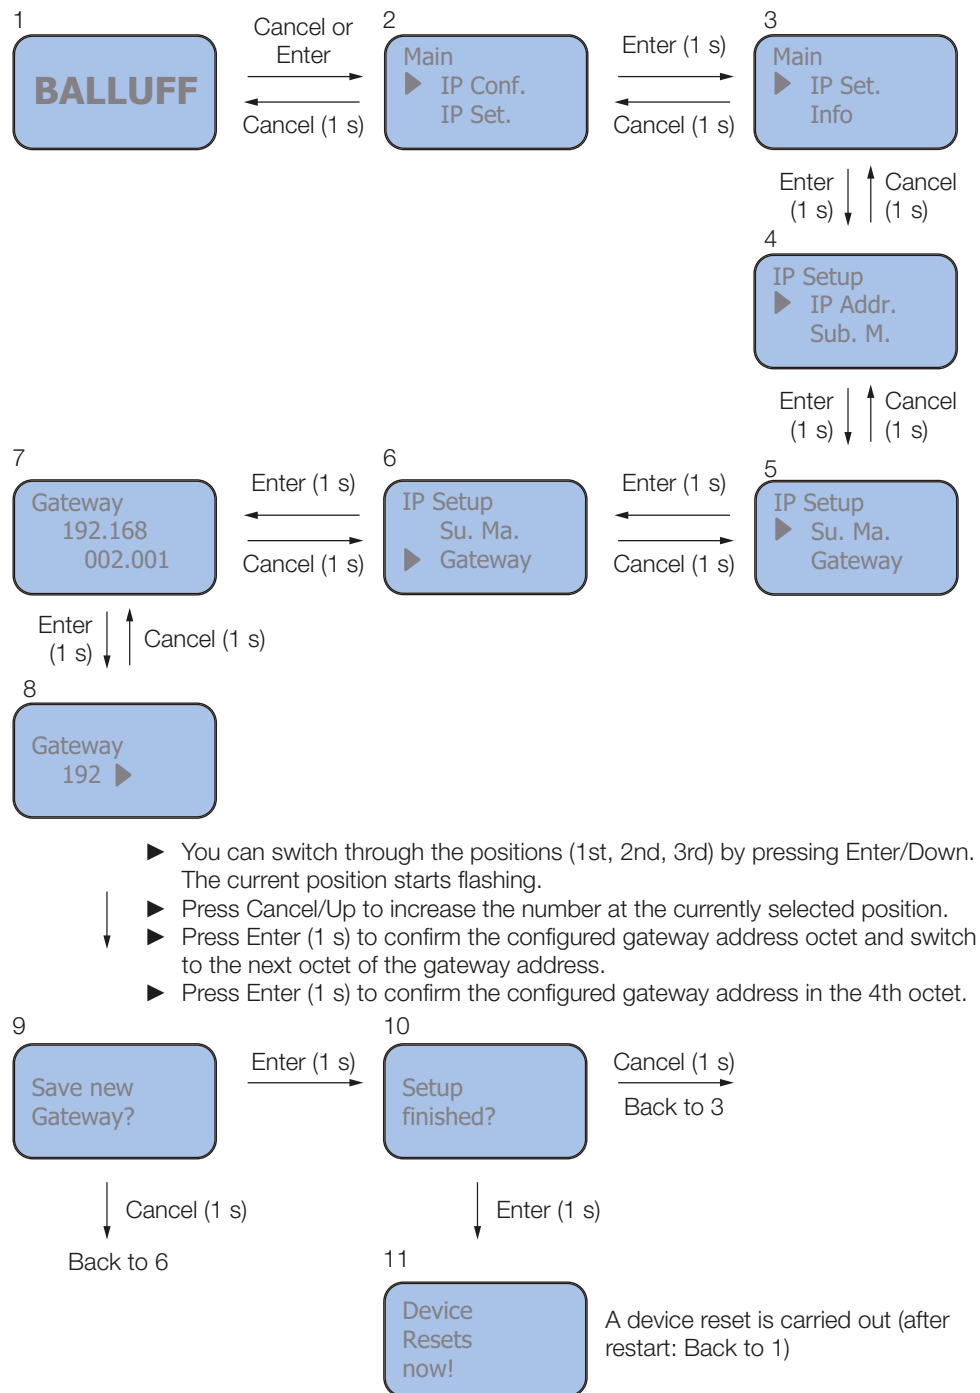 1
BALLUFF
Cancel or
Enter
Cancel (1 s)
2
Main
▶ IP Conf.
IP Set.
Enter (1 s)
Cancel (1 s)
3
Main
▶ IP Set.
Info
Enter
(1 s)
Cancel
(1 s)
4
IP Setup
▶ IP Addr.
Sub. M.
Enter
(1 s)
Cancel
(1 s)
5
IP Setup
▶ Su. Ma.
Gateway
Enter (1 s)
Cancel (1 s)
6
IP Setup
Su. Ma.
▶ Gateway
Enter (1 s)
Cancel (1 s)
7
Gateway
192.168
002.001
Enter
(1 s)
Cancel (1 s)
8
Gateway
192 ▶
▶ You can switch through the positions (1st, 2nd, 3rd) by pressing Enter/Down.
The current position starts flashing.
▶ Press Cancel/Up to increase the number at the currently selected position.
▶ Press Enter (1 s) to confirm the configured gateway address octet and switch
to the next octet of the gateway address.
▶ Press Enter (1 s) to confirm the configured gateway address in the 4th octet.
9
Save new
Gateway?
Enter (1 s)
Cancel (1 s)
Back to 6
10
Setup
finished?
Cancel (1 s)
Back to 3
Enter (1 s)
11
Device
Resets
now!
A device reset is carried out (after
restart: Back to 1)